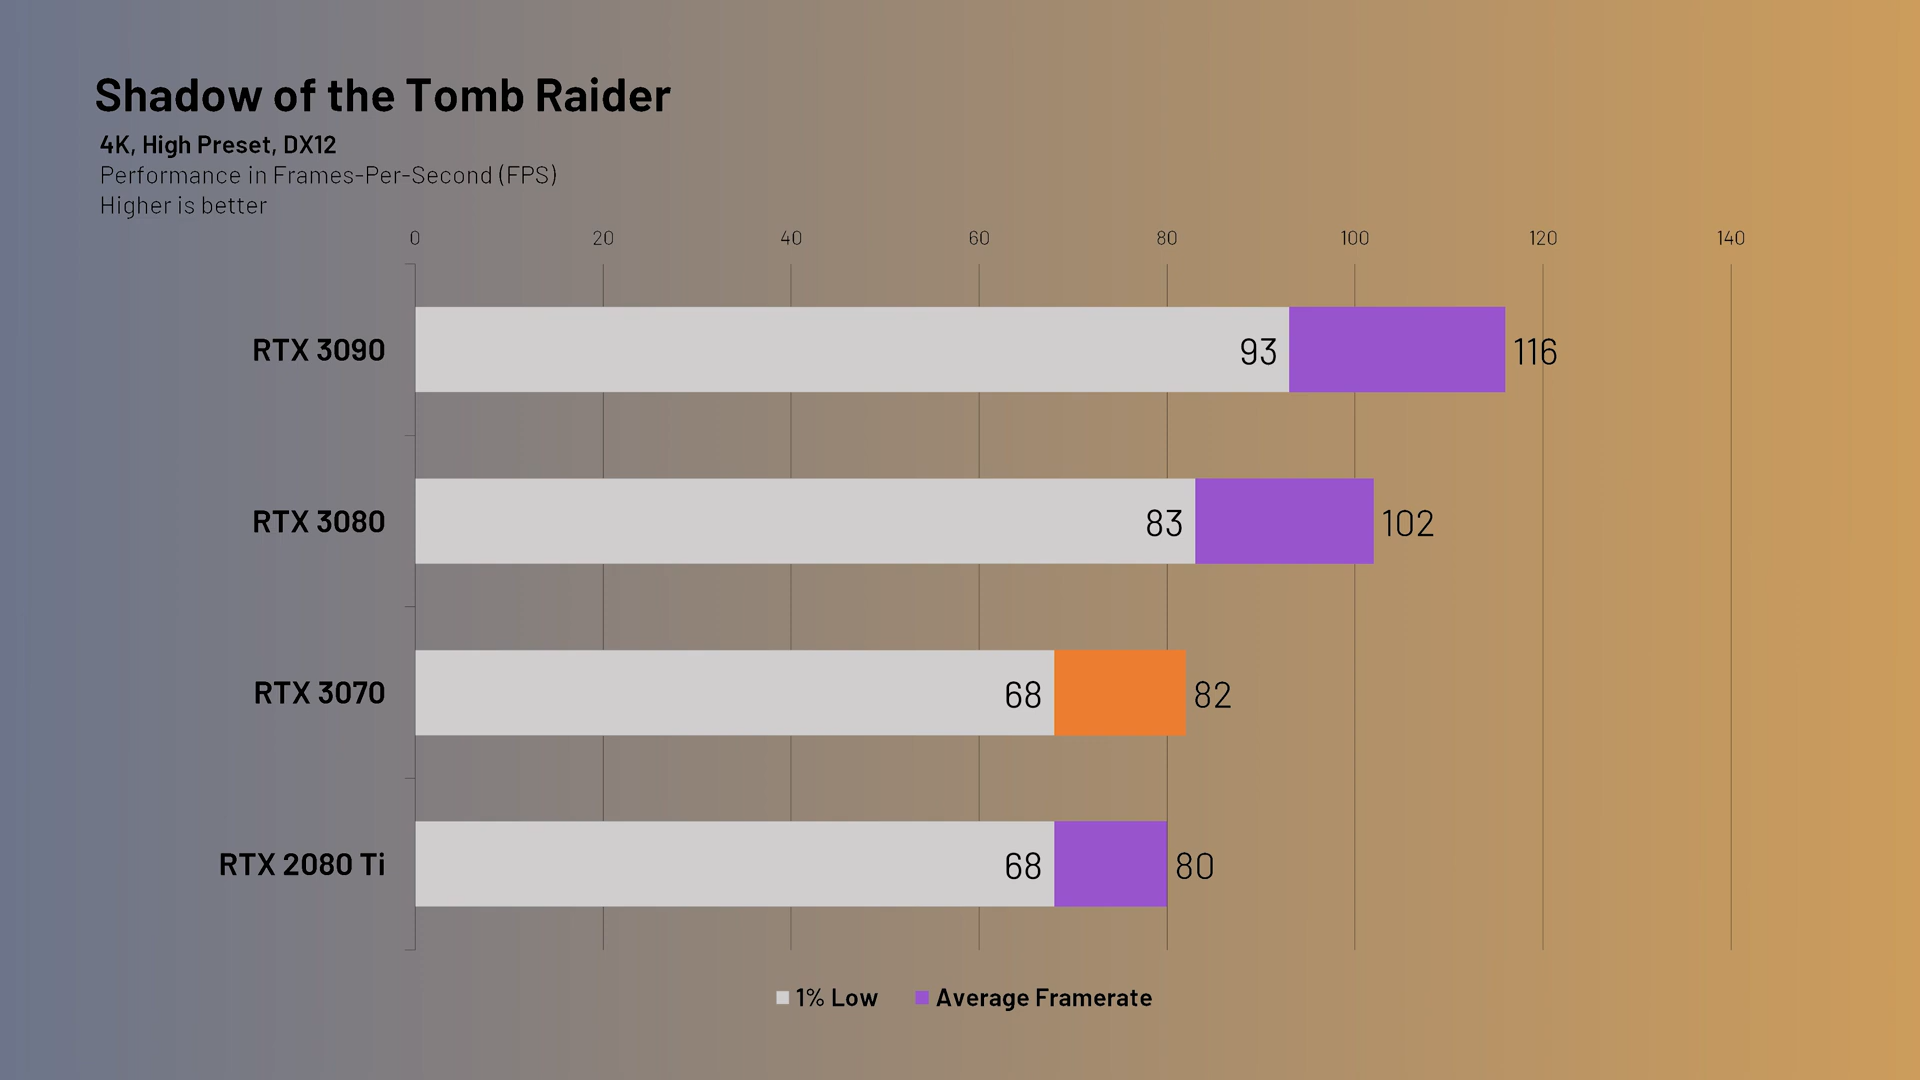 Shadow of the Tomb Raider
4K, High Preset, DX12
Performance in Frames-Per-Second (FPS)
Higher is better
0 20 40 60 80 100 120 140
RTX 3090 93 116
RTX 3080 83 102
RTX 3070 68 82
RTX 2080 Ti 68 80
1% Low Average Framerate